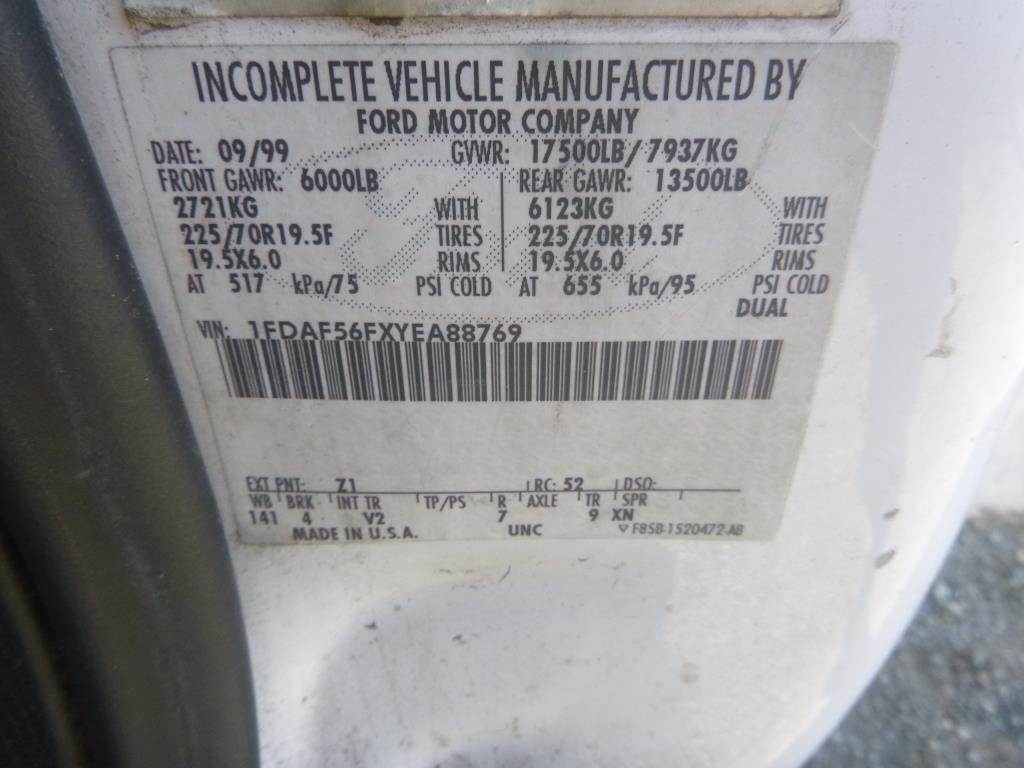 INCOMPLETE VEHICLE MANUFACTURED BY
FORD MOTOR COMPANY
DATE: 09/99 GVWR: 17500LB/7937KG
FRONT GAWR: 6000LB REAR GAWR: 13500LB
2721KG WITH 6123KG WITH
225/70R19.5F TIRES 225/70R19.5F TIRES
19.5X6.0 RIMS 19.5X6.0 RIMS
AT 517 kPa/75 PSI COLD AT 655 kPa/95 PSI COLD
DUAL
VIN: 1FDAF56FXYEA88769
EXT PNT: Z1 RC: 52 DSO:
WB BRK INT TR TP/PS R AXLE TR SPR
141 4 V2 7 9 XN
MADE IN U.S.A. UNC F85B-1520472-AB